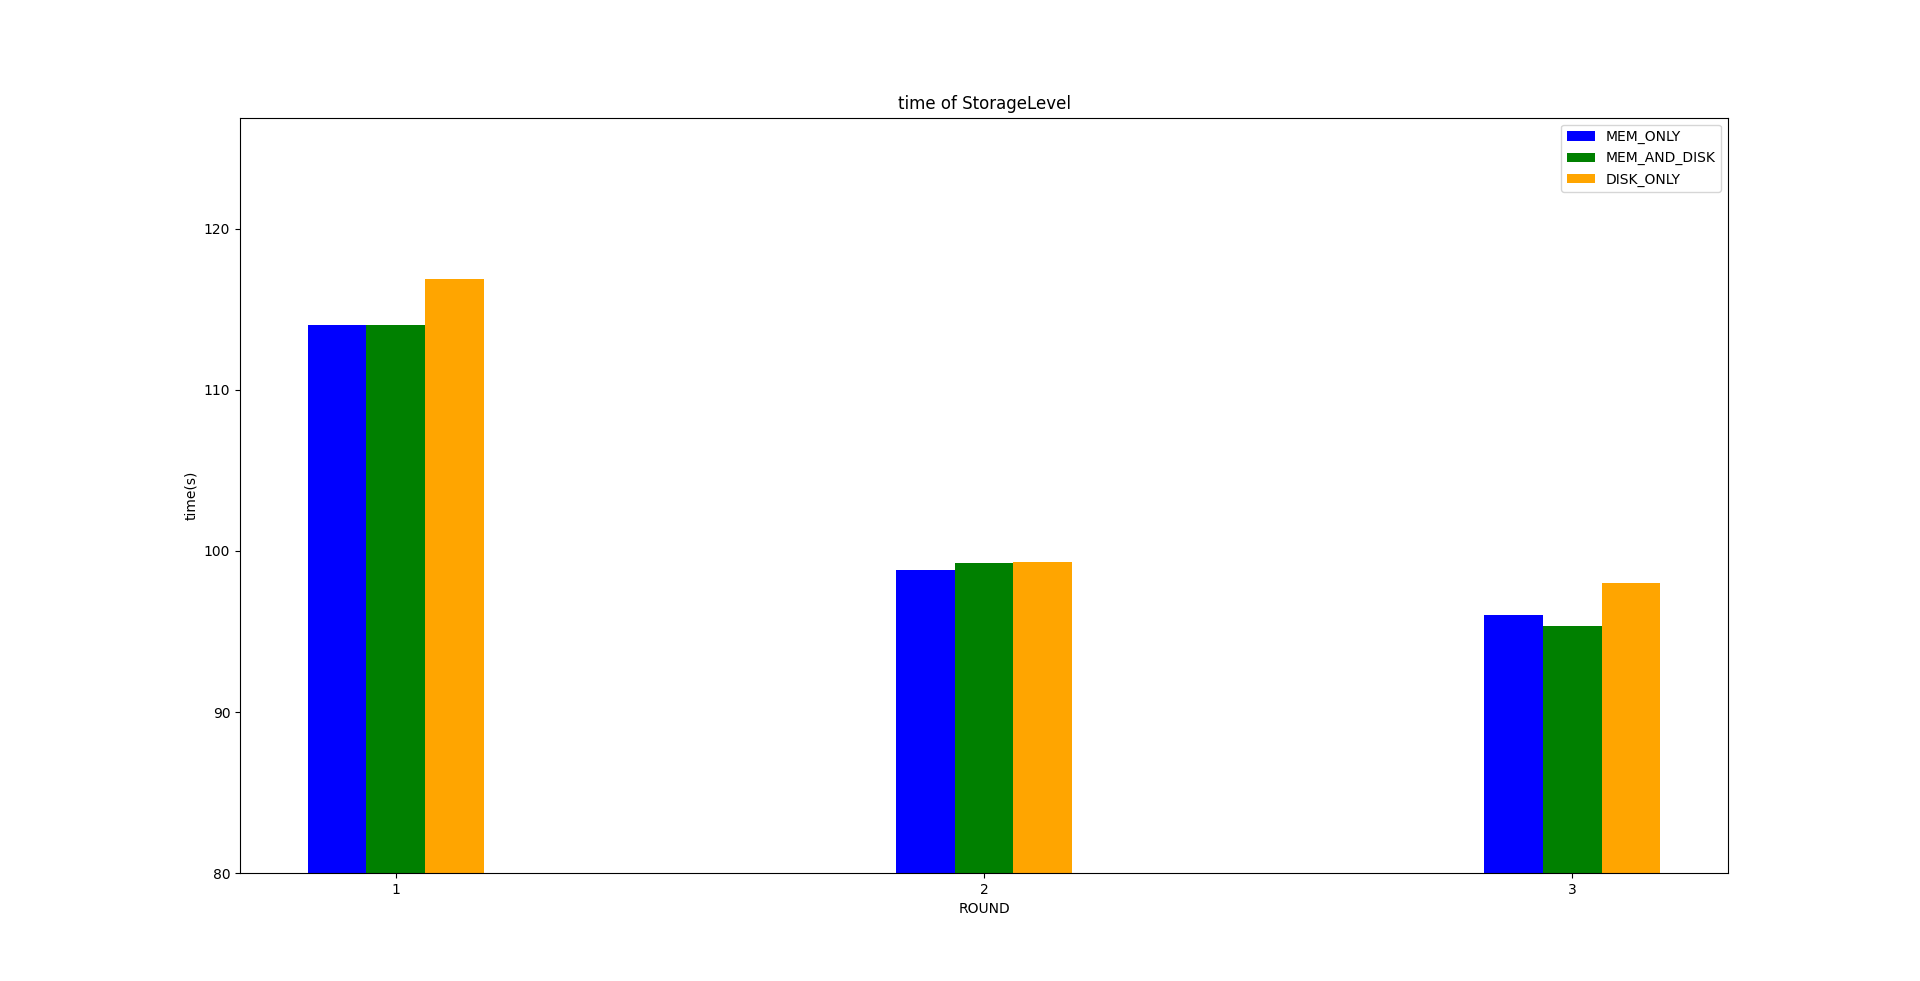 time of StorageLevel
MEM_ONLY
MEM_AND_DISK
DISK_ONLY
120
110
100
90
80
time(s)
1
2
3
ROUND